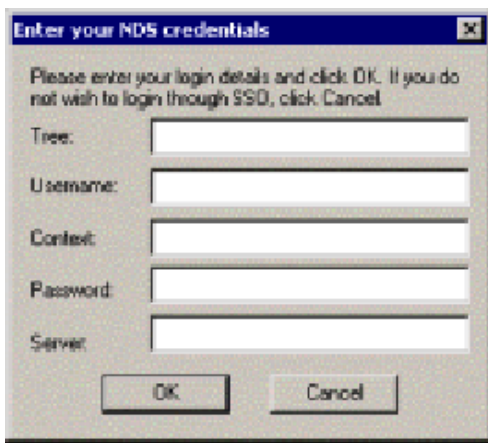 Enter your NDS credentials
Please enter your login details and click OK. If you do
not wish to login through SSO, click Cancel.
Tree:
Username:
Context:
Password:
Server:
OK
Cancel